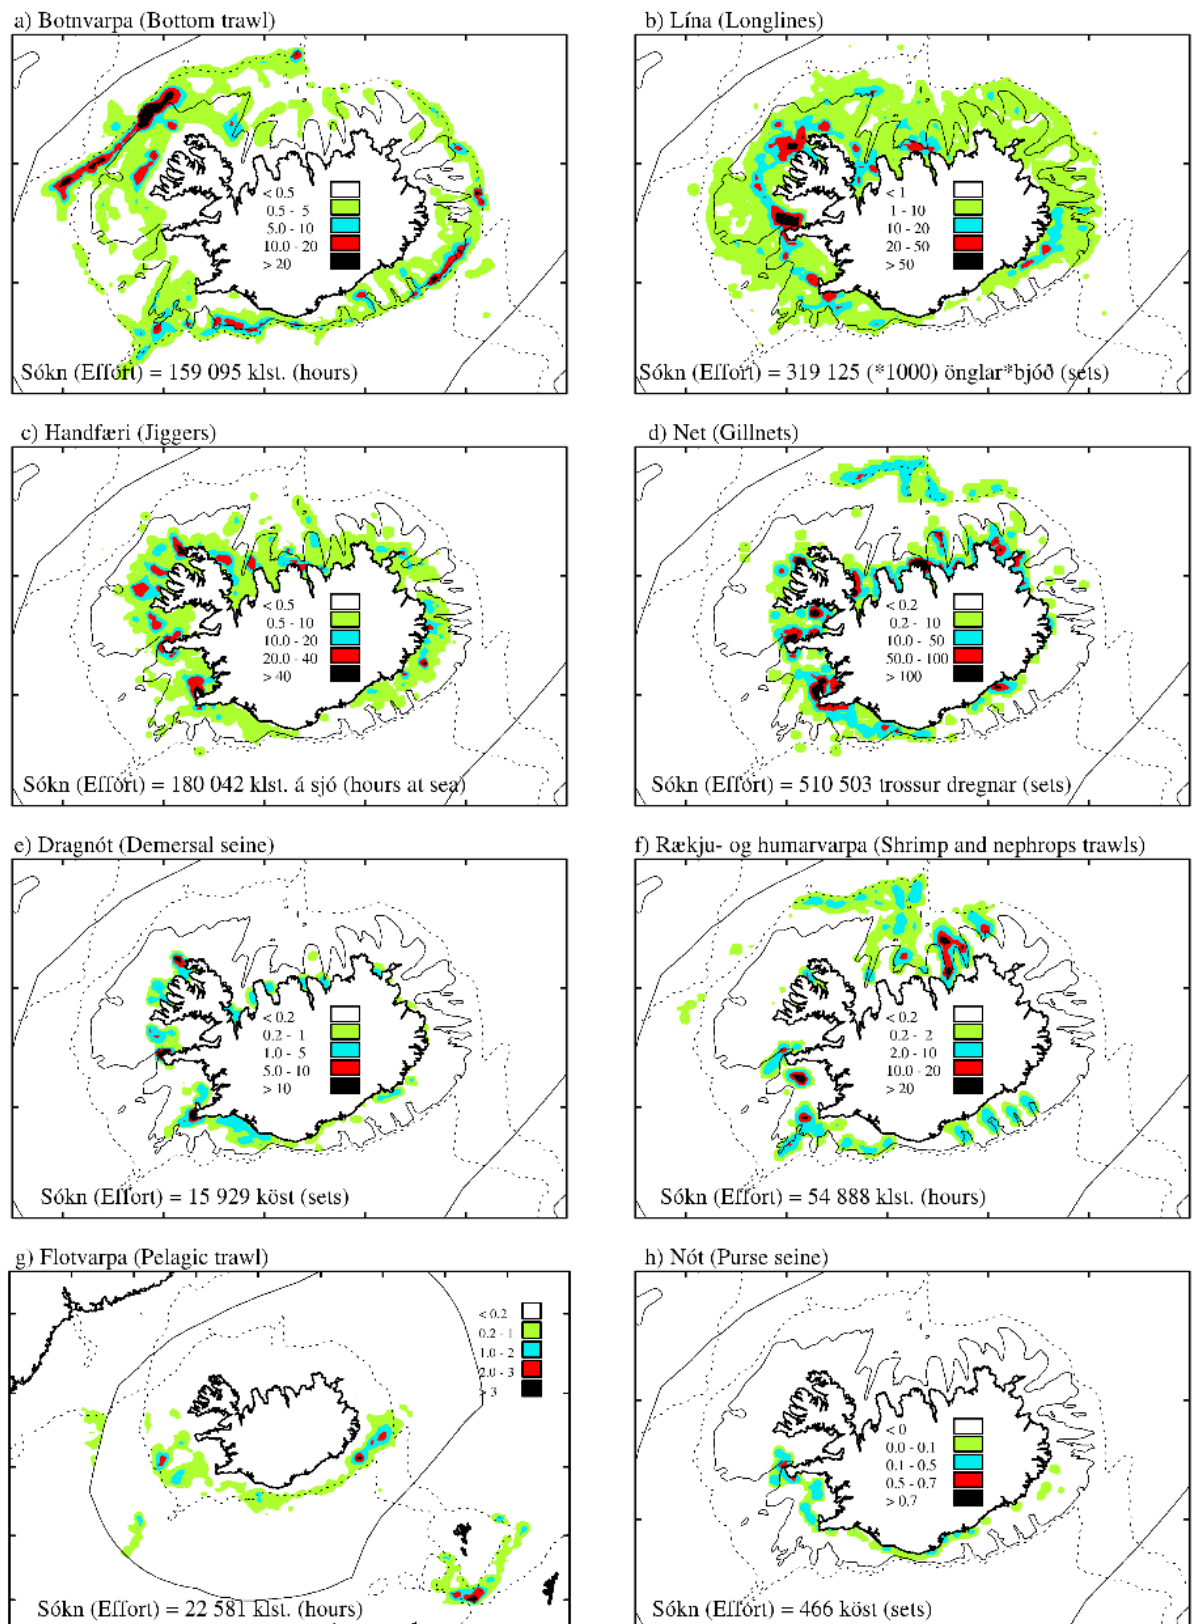 a) Botnvarpa (Bottom trawl)
< 0.5
0.5 - 5
5.0 - 10
10.0 - 20
> 20
Sókn (Effort) = 159 095 klst. (hours)
b) Lína (Longlines)
< 1
1 - 10
10 - 20
20 - 50
> 50
Sókn (Effort) = 319 125 (*1000) önglar*bjóð (sets)
c) Handfæri (Jiggers)
< 0.5
0.5 - 10
10.0 - 20
20.0 - 40
> 40
Sókn (Effort) = 180 042 klst. á sjó (hours at sea)
d) Net (Gillnets)
< 0.2
0.2 - 10
10.0 - 50
50.0 - 100
> 100
Sókn (Effort) = 510 503 trossur dregnar (sets)
e) Dragnót (Demersal seine)
< 0.2
0.2 - 1
1.0 - 5
5.0 - 10
> 10
Sókn (Effort) = 15 929 köst (sets)
f) Rækju- og humarvarpa (Shrimp and nephrops trawls)
< 0.2
0.2 - 2
2.0 - 10
10.0 - 20
> 20
Sókn (Effort) = 54 888 klst. (hours)
g) Flotvarpa (Pelagic trawl)
< 0.2
0.2 - 1
1.0 - 2
2.0 - 3
> 3
Sókn (Effort) = 22 581 klst. (hours)
h) Nót (Purse seine)
< 0
0.0 - 0.1
0.1 - 0.5
0.5 - 0.7
> 0.7
Sókn (Effort) = 466 köst (sets)